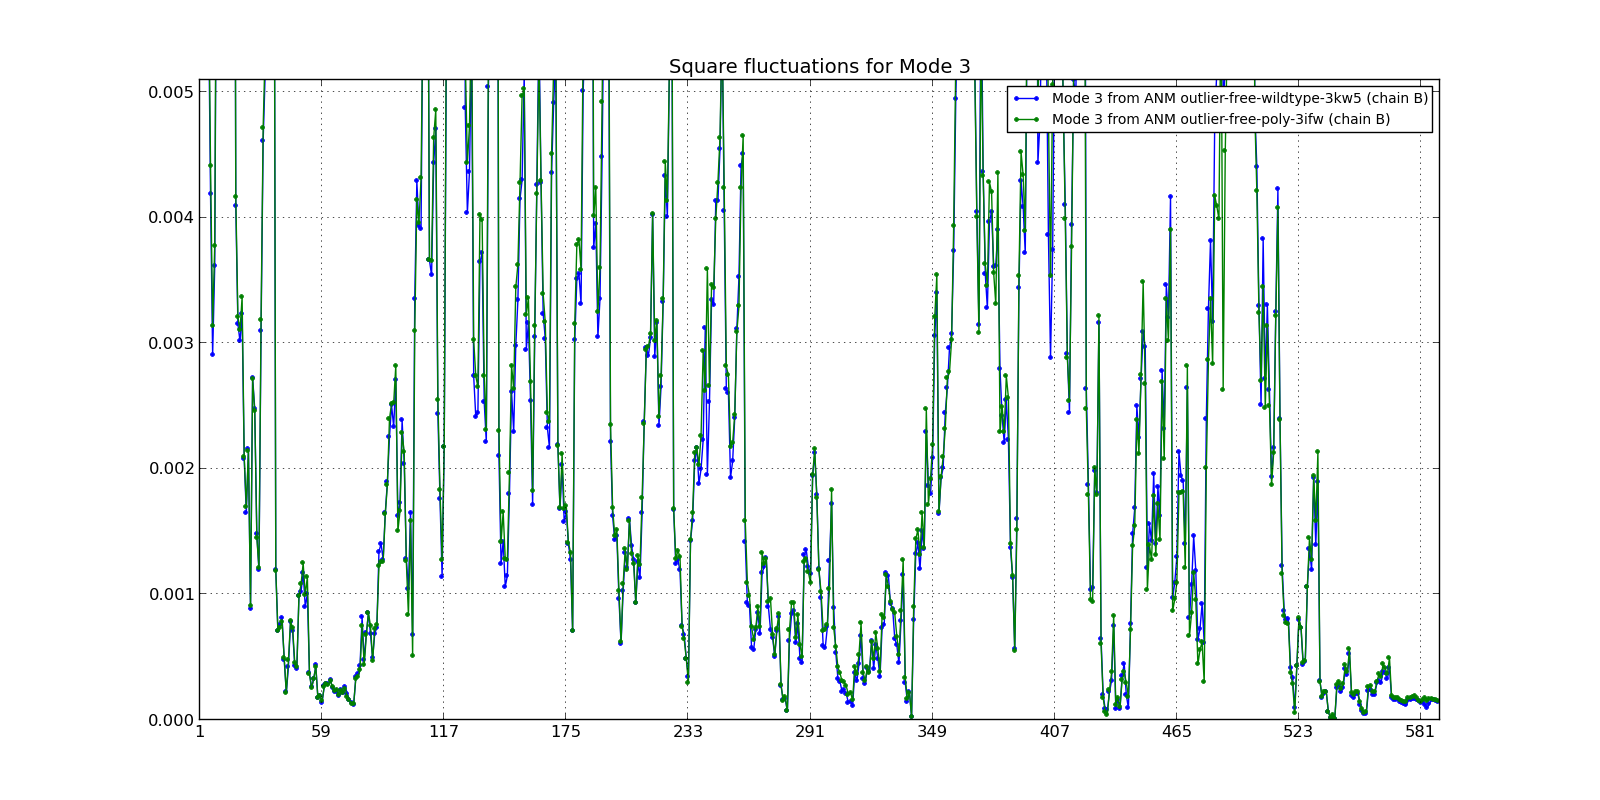 Square fluctuations for Mode 3
0.005
0.004
0.003
0.002
0.001
0.000
Mode 3 from ANM outlier-free-wildtype-3kw5 (chain B)
Mode 3 from ANM outlier-free-poly-3ifw (chain B)
1 59 117 175 233 291 349 407 465 523 581